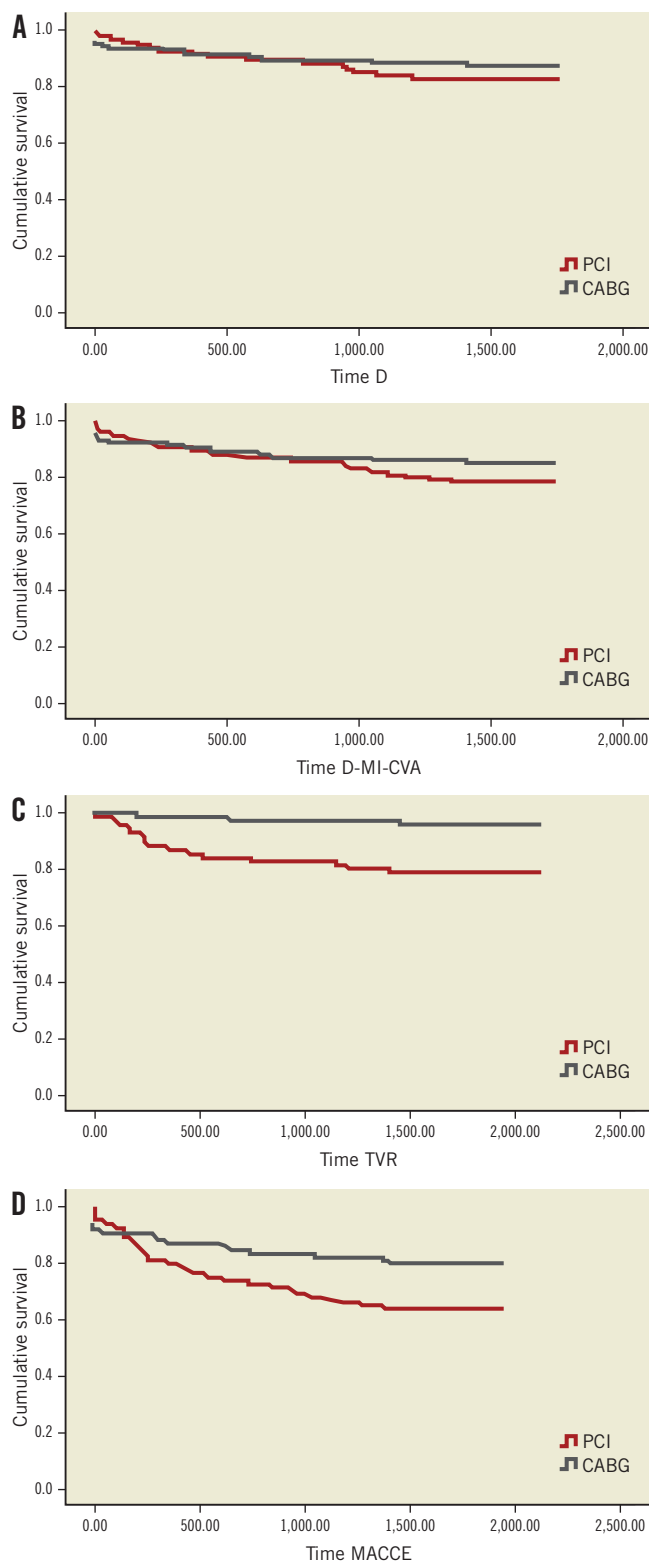 A
Cumulative survival
1.0
0.8
0.6
0.4
0.2
0.0
PCI
CABG
0.00 500.00 1,000.00 1,500.00 2,000.00
Time D
B
Cumulative survival
1.0
0.8
0.6
0.4
0.2
0.0
PCI
CABG
0.00 500.00 1,000.00 1,500.00 2,000.00
Time D-MI-CVA
C
Cumulative survival
1.0
0.8
0.6
0.4
0.2
0.0
PCI
CABG
0.00 500.00 1,000.00 1,500.00 2,000.00 2,500.00
Time TVR
D
Cumulative survival
1.0
0.8
0.6
0.4
0.2
0.0
PCI
CABG
0.00 500.00 1,000.00 1,500.00 2,000.00 2,500.00
Time MACCE